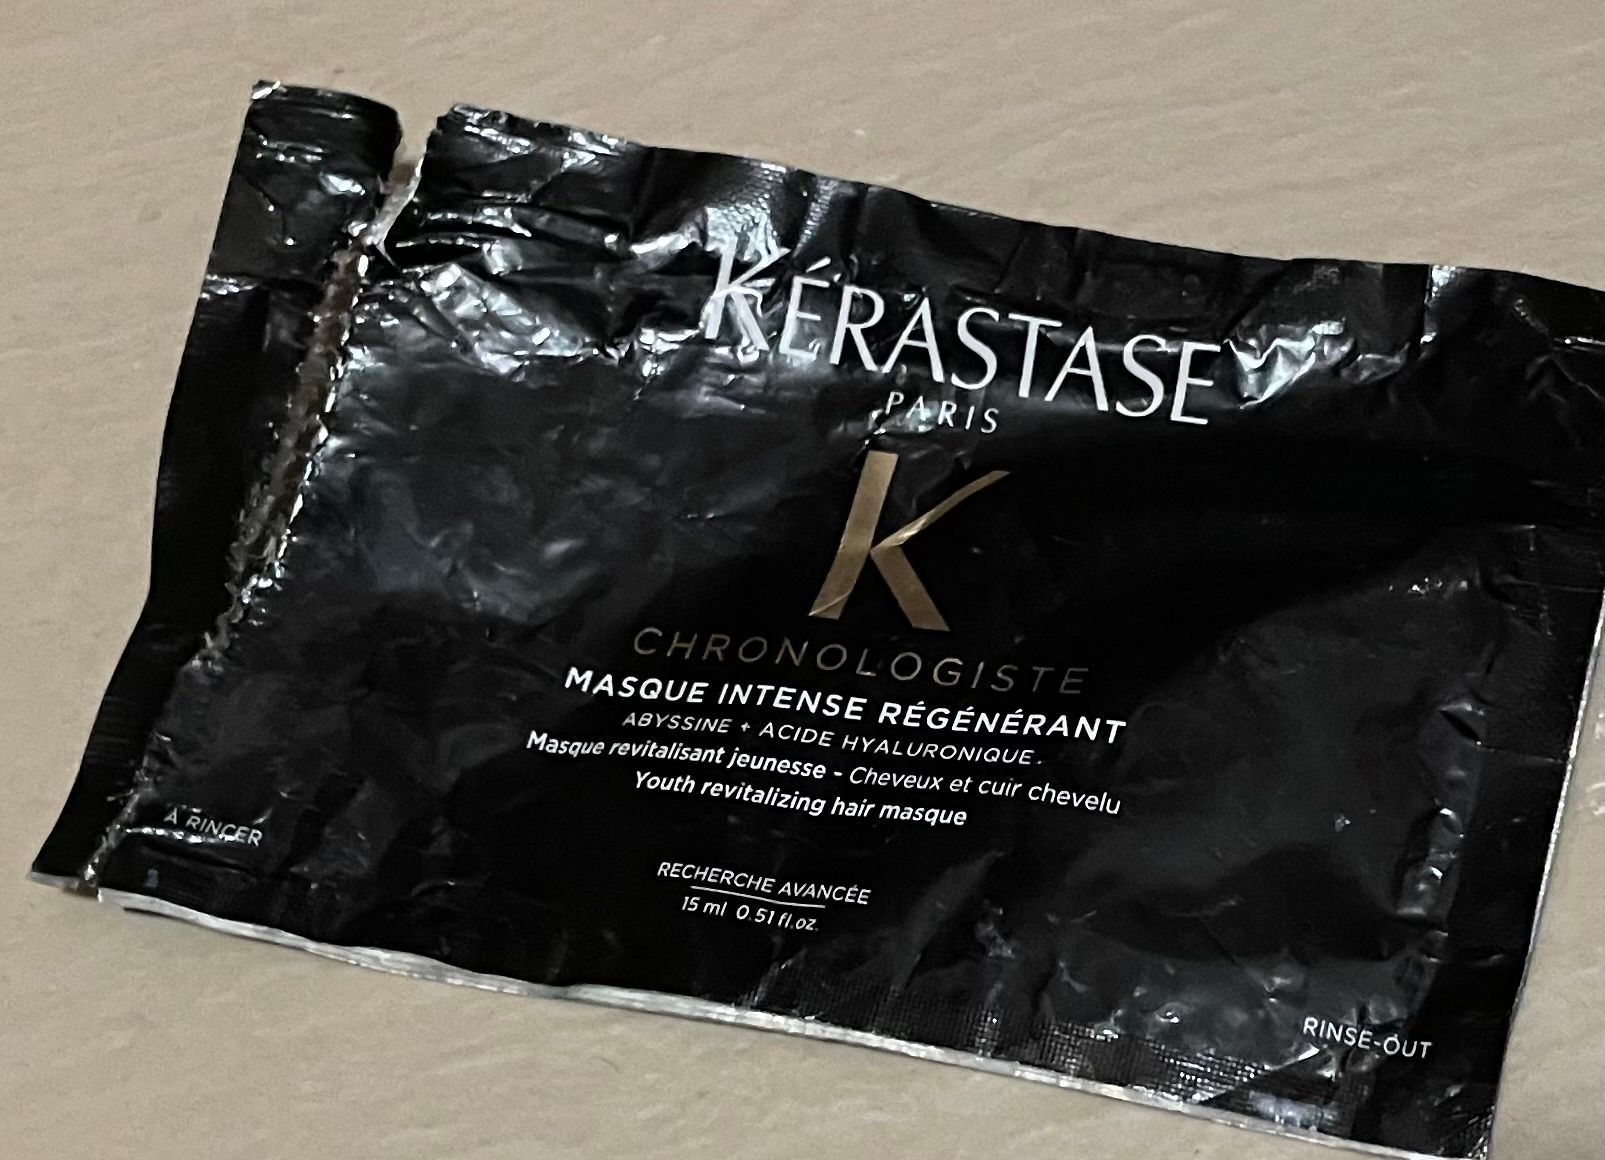 KÉRASTASE
PARIS
K
CHRONOLOGISTE
MASQUE INTENSE RÉGÉNÉRANT
ABYSSINE + ACIDE HYALURONIQUE.
Masque revitalisant jeunesse - Cheveux et cuir chevelu
Youth revitalizing hair masque
À RINCER
RECHERCHE AVANCÉE
15 ml 0.51 fl.oz.
RINSE-OUT